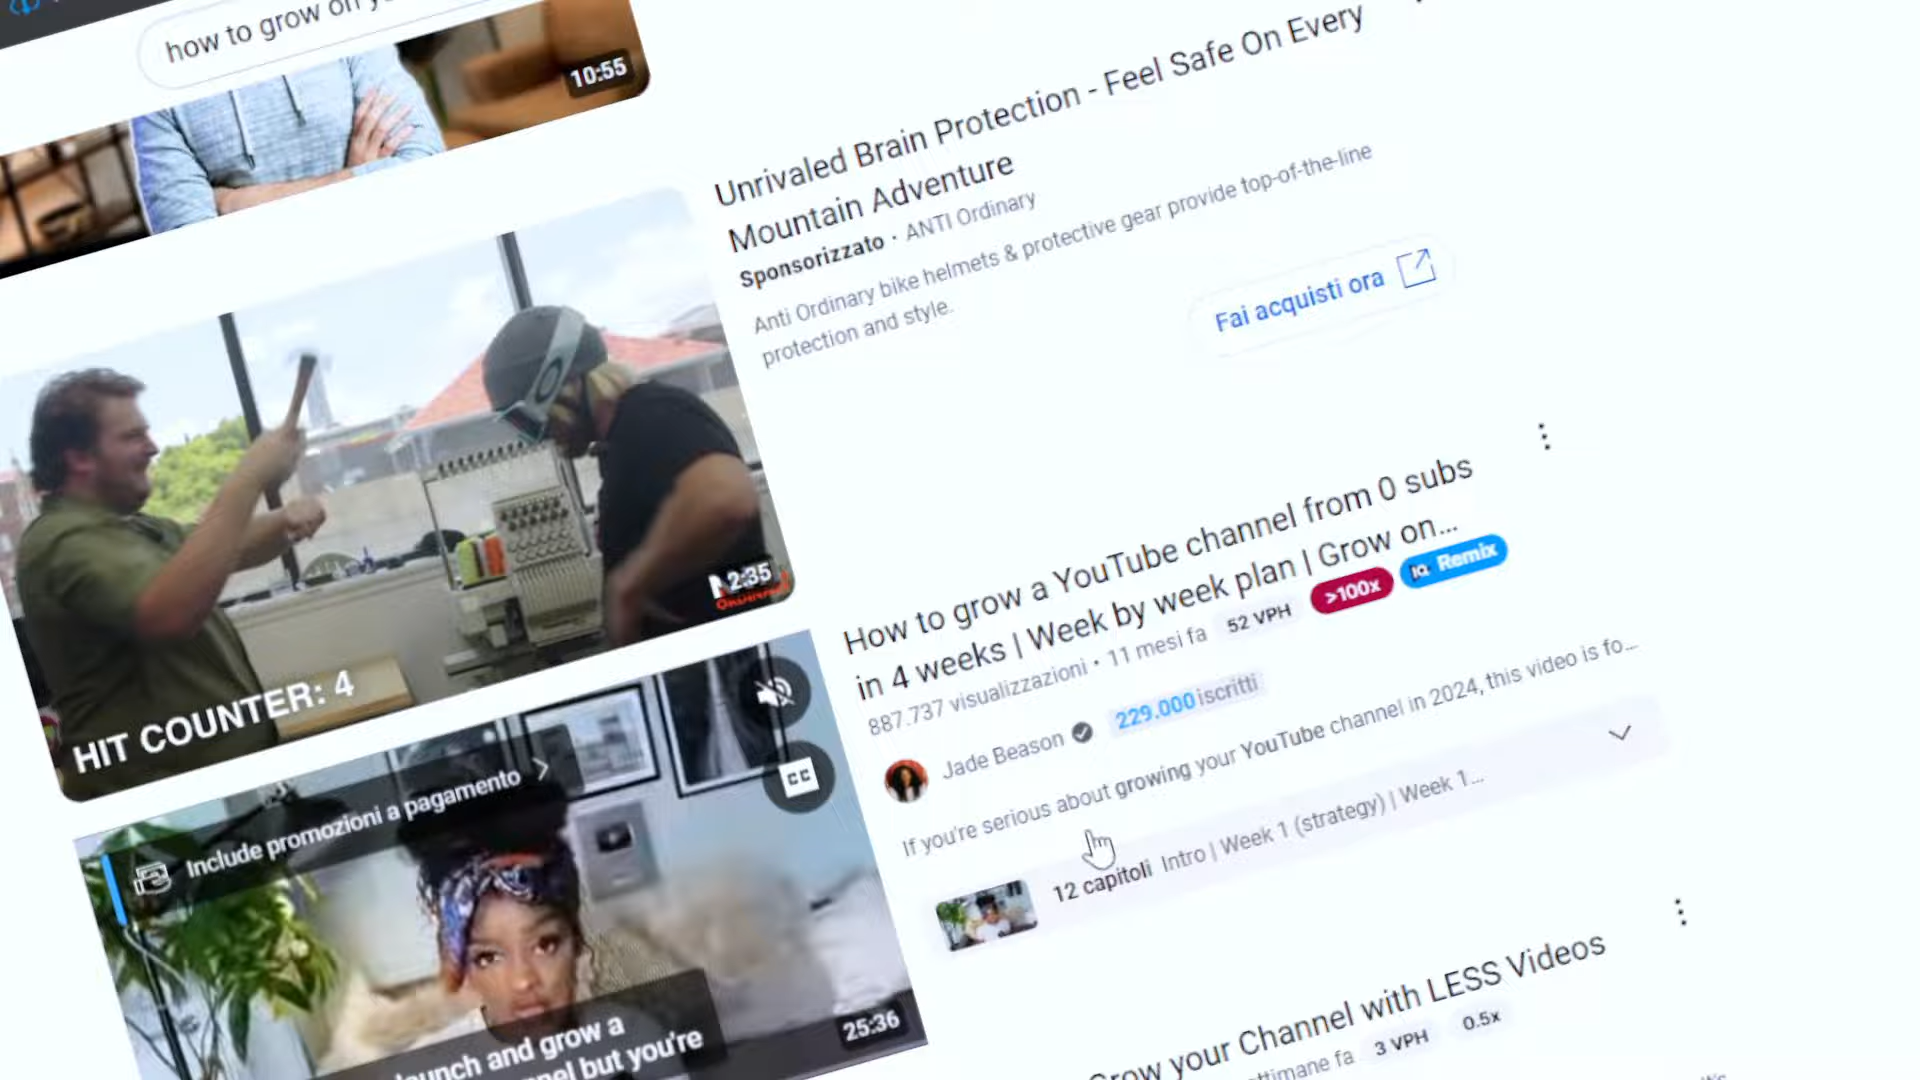 how to grow on
10:55
Unrivaled Brain Protection - Feel Safe On Every
Mountain Adventure
Sponsorizzato · ANTI Ordinary
Anti Ordinary bike helmets & protective gear provide top-of-the-line
protection and style.
Fai acquisti ora
2:35
HIT COUNTER: 4
How to grow a YouTube channel from 0 subs
in 4 weeks | Week by week plan | Grow on...
887.737 visualizzazioni • 11 mesi fa 52 VPH >100x IQ Remix
Jade Beason 229.000 iscritti
If you're serious about growing your YouTube channel in 2024, this video is fo...
12 capitoli Intro | Week 1 (strategy) | Week 1...
Include promozioni a pagamento
CC
and grow a
but you're
25:36
Grow your Channel with LESS Videos
fa 3 VPH 0.5x